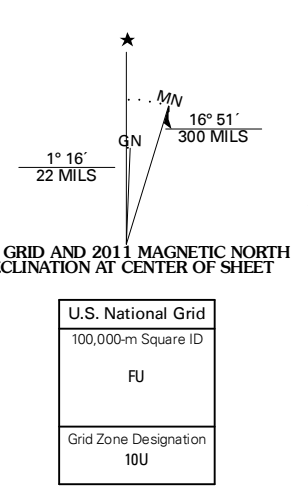 MN
16° 51´
300 MILS
GN
1° 16´
22 MILS
GRID AND 2011 MAGNETIC NORTH
CLINATION AT CENTER OF SHEET
U.S. National Grid
100,000-m Square ID
FU
Grid Zone Designation
10U